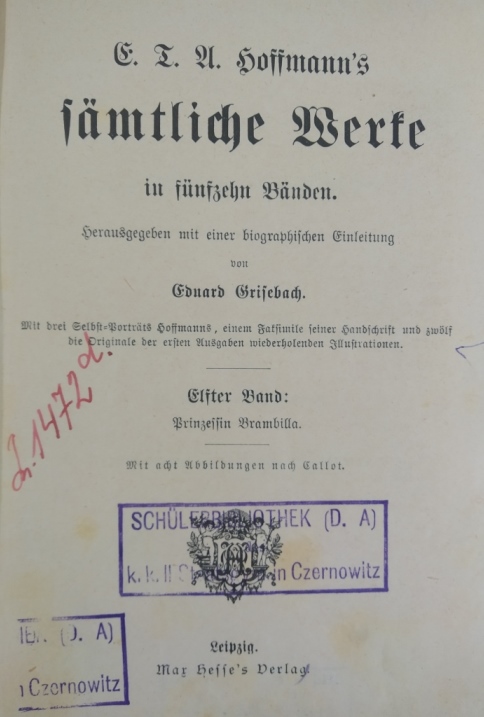 E. T. A. Hoffmann's
sämtliche Werke
in fünfzehn Bänden.
Herausgegeben mit einer biographischen Einleitung
von
Eduard Grisebach.
Mit drei Selbst-Porträts Hoffmanns, einem Faksimile seiner Handschrift und zwölf
die Originale der ersten Ausgaben wiederholenden Illustrationen.
Elfter Band:
Prinzessin Brambilla.
Mit acht Abbildungen nach Callot.
1472 d.
SCHÜLERBIBLIOTHEK (D. A)
k. k. II in Czernowitz
(D. A)
Czernowitz
Leipzig.
Max Hesse's Verlag